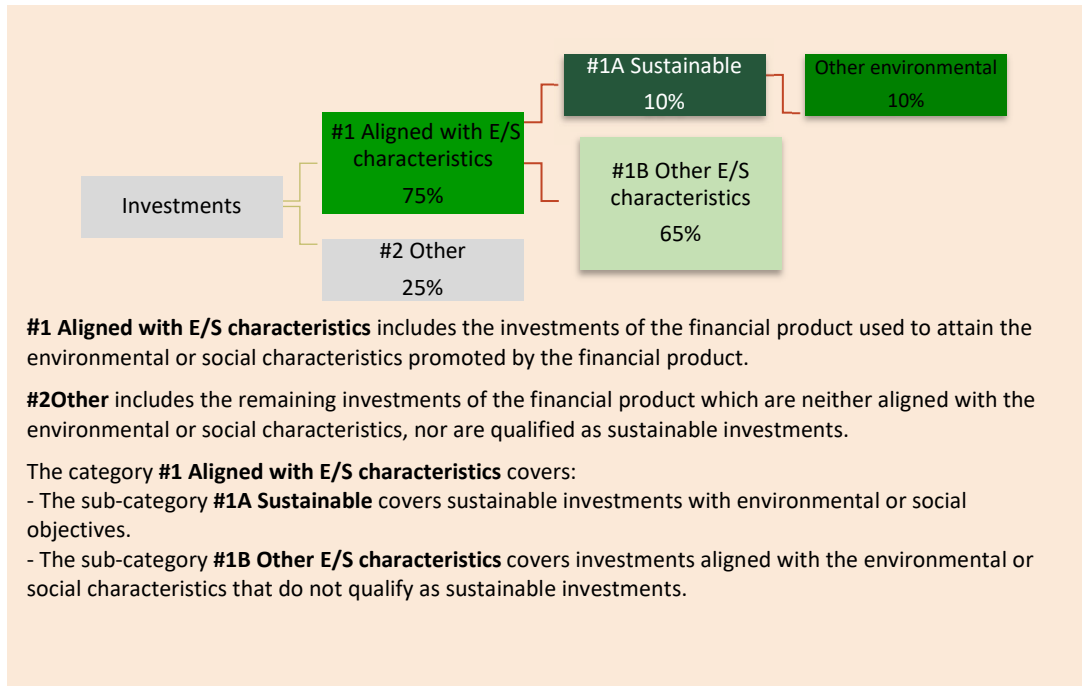 #1A Sustainable
10%
Other environmental
10%
#1 Aligned with E/S
characteristics
75%
#1B Other E/S
characteristics
65%
Investments
#2 Other
25%
#1 Aligned with E/S characteristics includes the investments of the financial product used to attain the
environmental or social characteristics promoted by the financial product.
#2Other includes the remaining investments of the financial product which are neither aligned with the
environmental or social characteristics, nor are qualified as sustainable investments.
The category #1 Aligned with E/S characteristics covers:
- The sub-category #1A Sustainable covers sustainable investments with environmental or social
objectives.
- The sub-category #1B Other E/S characteristics covers investments aligned with the environmental or
social characteristics that do not qualify as sustainable investments.